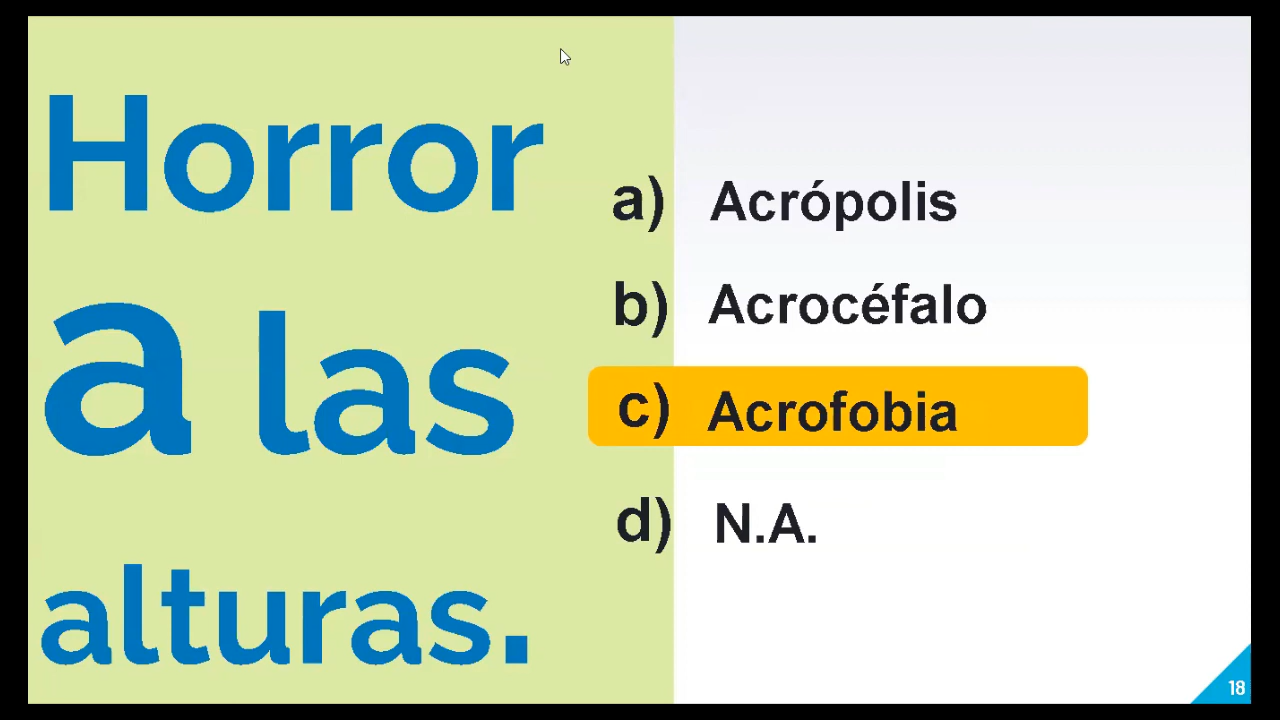 Horror
a las
alturas.
a) Acrópolis
b) Acrocéfalo
c) Acrofobia
d) N.A.
18